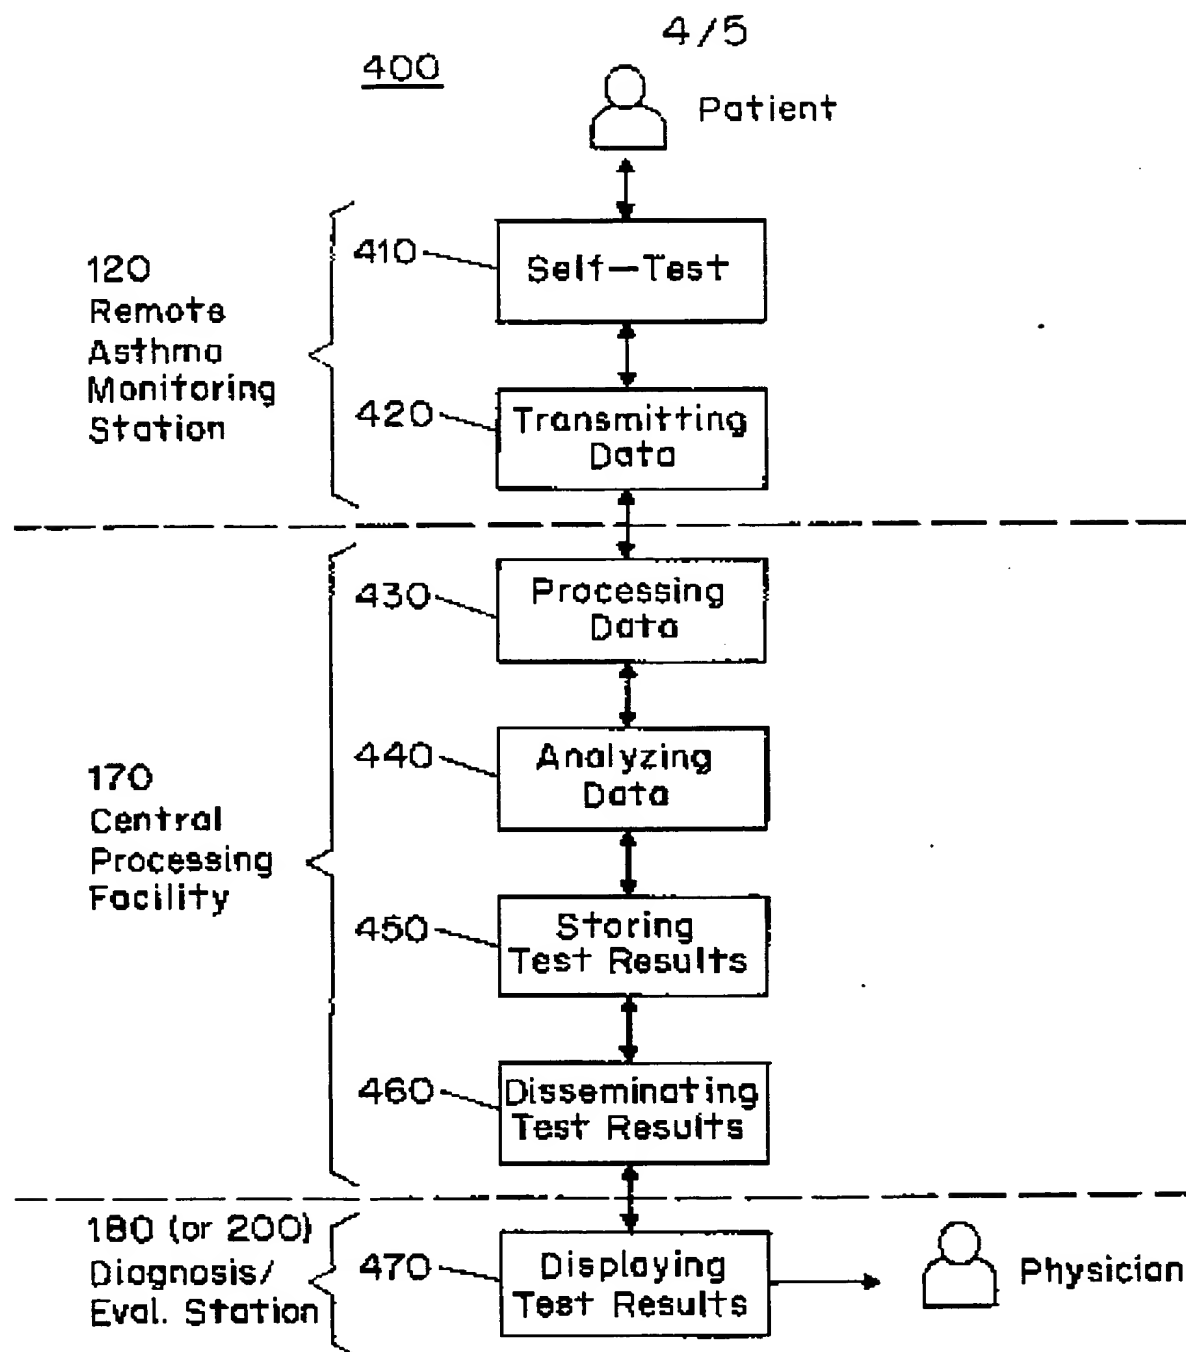 4/5
400
Patient
410
Self-Test
120
Remote
Asthma
Monitoring
Station
420
Transmitting
Data
430
Processing
Data
440
Analyzing
Data
170
Central
Processing
Facility
450
Storing
Test Results
460
Disseminating
Test Results
180 (or 200)
Diagnosis/
Eval. Station
470
Displaying
Test Results
Physician